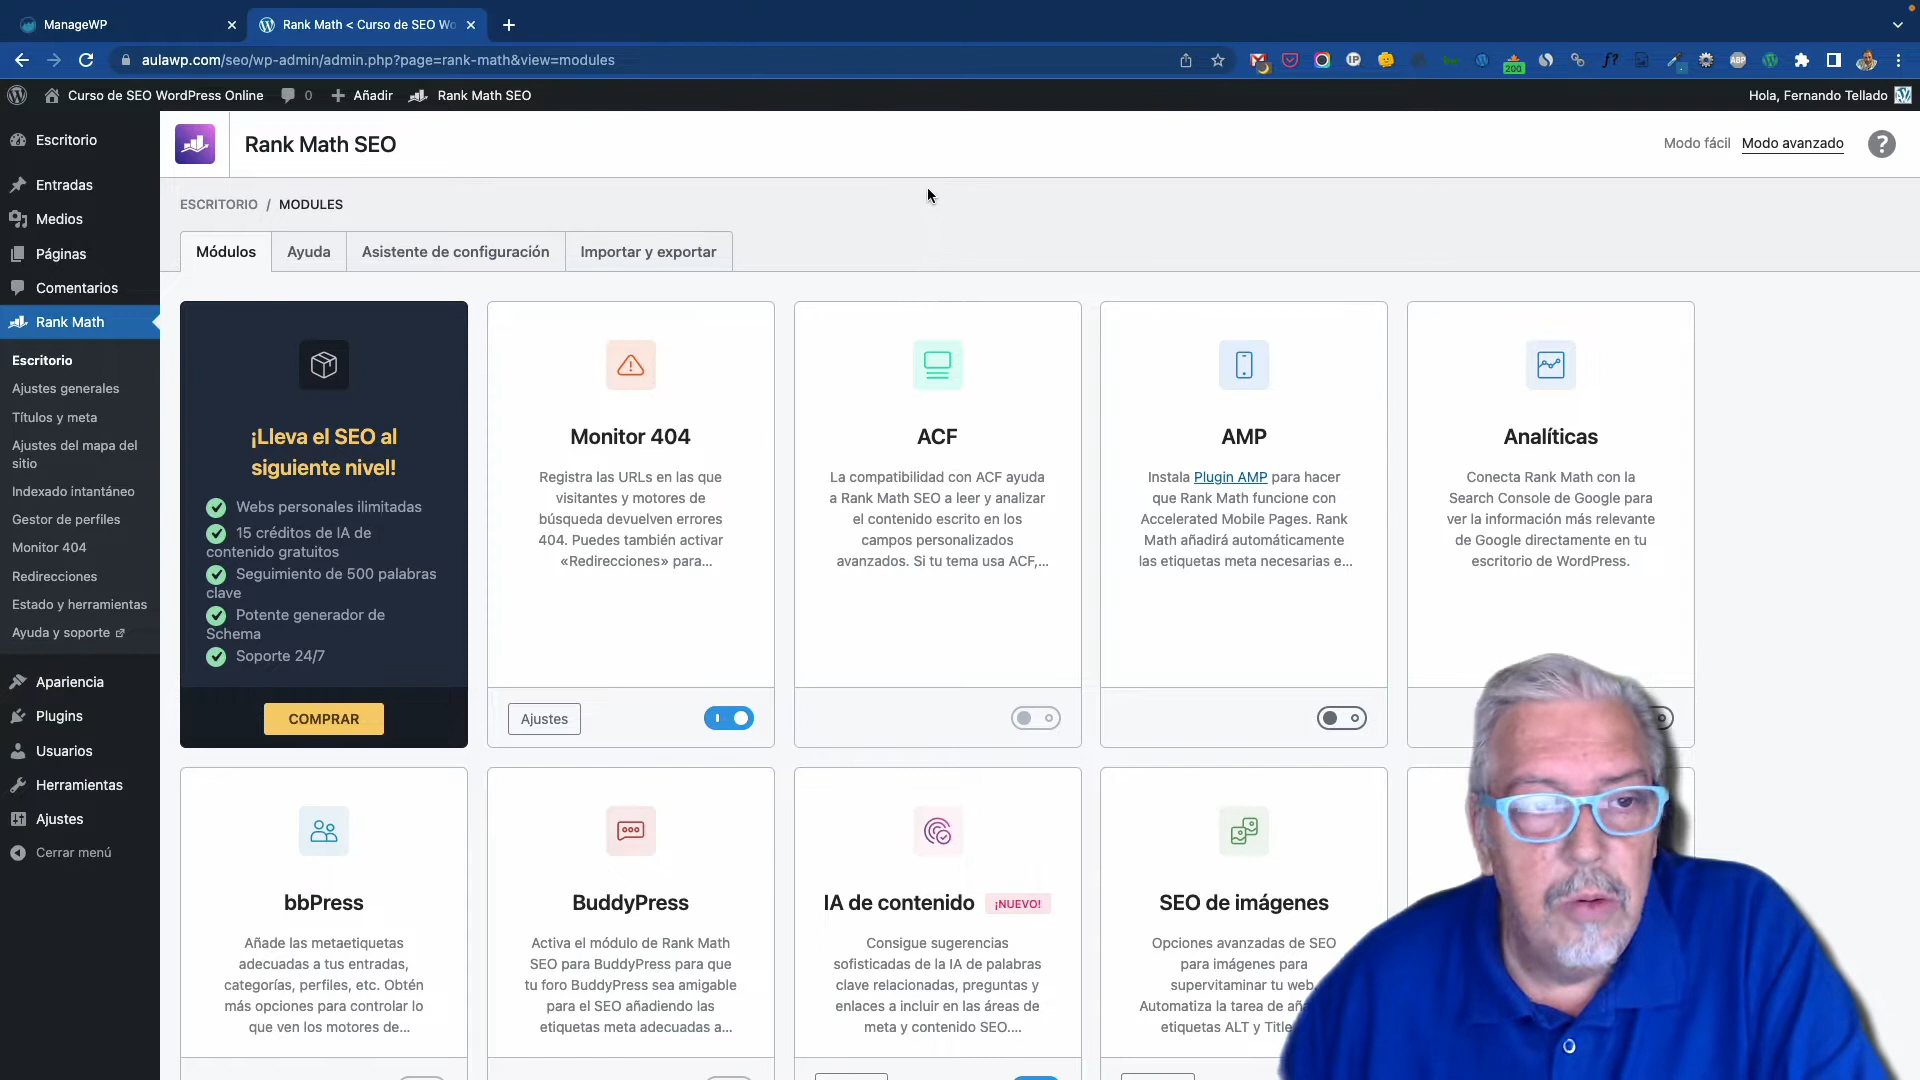 ManageWP
Rank Math < Curso de SEO Wo
aulawp.com/seo/wp-admin/admin.php?page=rank-math&view=modules
IP
200
f?
ABP
Curso de SEO WordPress Online
0
Añadir
Rank Math SEO
Hola, Fernando Tellado
Escritorio
Entradas
Medios
Páginas
Comentarios
Rank Math
Escritorio
Ajustes generales
Títulos y meta
Ajustes del mapa del
sitio
Indexado intantáneo
Gestor de perfiles
Monitor 404
Redirecciones
Estado y herramientas
Ayuda y soporte
Apariencia
Plugins
Usuarios
Herramientas
Ajustes
Cerrar menú
Rank Math SEO
Modo fácil
Modo avanzado
?
ESCRITORIO / MODULES
Módulos
Ayuda
Asistente de configuración
Importar y exportar
¡Lleva el SEO al
siguiente nivel!
Webs personales ilimitadas
15 créditos de IA de
contenido gratuitos
Seguimiento de 500 palabras
clave
Potente generador de
Schema
Soporte 24/7
COMPRAR
Monitor 404
Registra las URLs en las que
visitantes y motores de
búsqueda devuelven errores
404. Puedes también activar
«Redirecciones» para...
Ajustes
ACF
La compatibilidad con ACF ayuda
a Rank Math SEO a leer y analizar
el contenido escrito en los
campos personalizados
avanzados. Si tu tema usa ACF,...
AMP
Instala Plugin AMP para hacer
que Rank Math funcione con
Accelerated Mobile Pages. Rank
Math añadirá automáticamente
las etiquetas meta necesarias e...
Analíticas
Conecta Rank Math con la
Search Console de Google para
ver la información más relevante
de Google directamente en tu
escritorio de WordPress.
bbPress
Añade las metaetiquetas
adecuadas a tus entradas,
categorías, perfiles, etc. Obtén
más opciones para controlar lo
que ven los motores de...
BuddyPress
Activa el módulo de Rank Math
SEO para BuddyPress para que
tu foro BuddyPress sea amigable
para el SEO añadiendo las
etiquetas meta adecuadas a...
IA de contenido
¡NUEVO!
Consigue sugerencias
sofisticadas de la IA de palabras
clave relacionadas, preguntas y
enlaces a incluir en las áreas de
meta y contenido SEO....
SEO de imágenes
Opciones avanzadas de SEO
para imágenes para
supervitaminar tu web.
Automatiza la tarea de
etiquetas ALT y Title